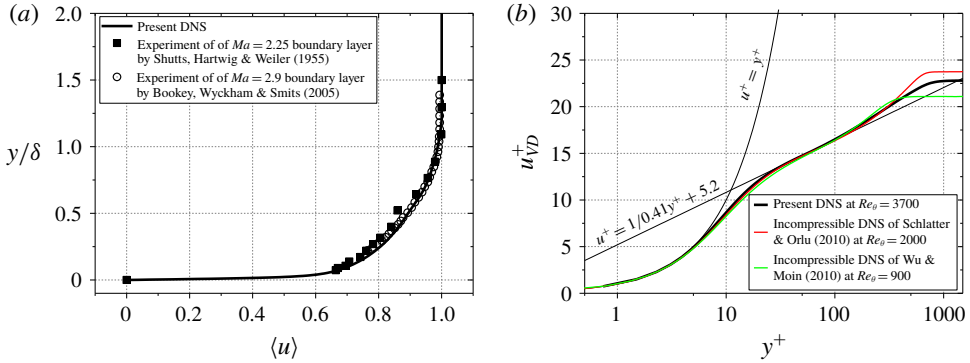 (a)
Present DNS
Experiment of of Ma = 2.25 boundary layer
by Shutts, Hartwig & Weiler (1955)
Experiment of of Ma = 2.9 boundary layer
by Bookey, Wyckham & Smits (2005)
2.0
1.5
1.0
0.5
0
y/δ
0 0.2 0.4 0.6 0.8 1.0
⟨u⟩
(b)
30
25
20
15
10
5
0
u⁺VD
u⁺ = y⁺
u⁺ = 1/0.41y⁺ + 5.2
Present DNS at Reθ = 3700
Incompressible DNS of Schlatter
& Orlu (2010) at Reθ = 2000
Incompressible DNS of Wu &
Moin (2010) at Reθ = 900
1 10 100 1000
y⁺